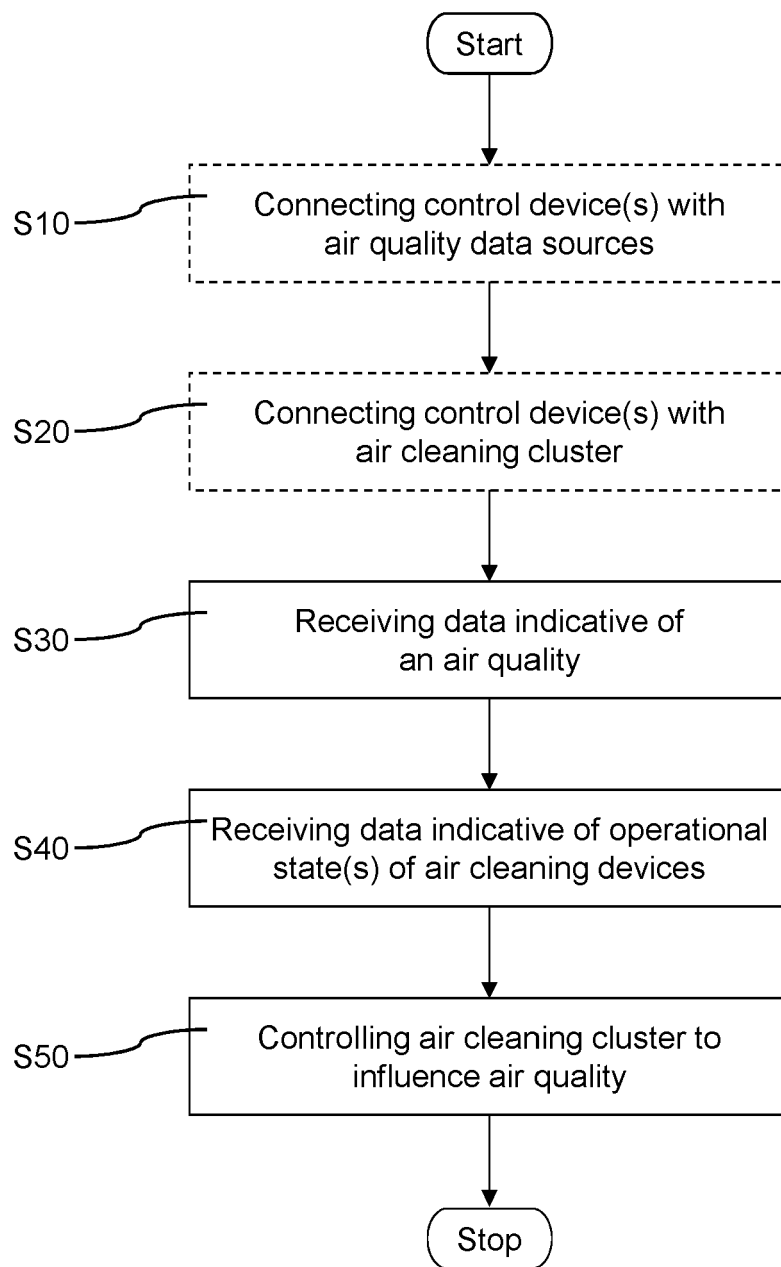 Start
S10
Connecting control device(s) with
air quality data sources
S20
Connecting control device(s) with
air cleaning cluster
S30
Receiving data indicative of
an air quality
S40
Receiving data indicative of operational
state(s) of air cleaning devices
S50
Controlling air cleaning cluster to
influence air quality
Stop